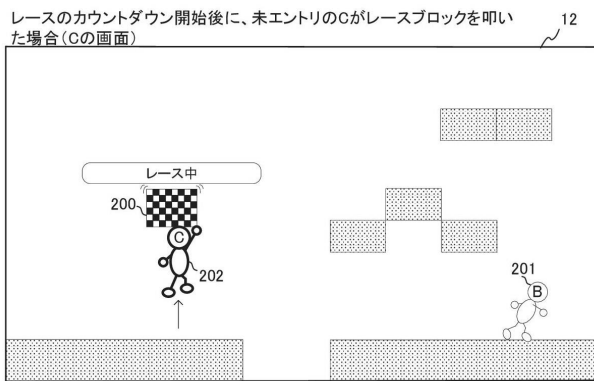 レースのカウントダウン開始後に、未エントリのCがレースブロックを叩い
た場合(Cの画面)
12
レース中
200
C
202
201
B